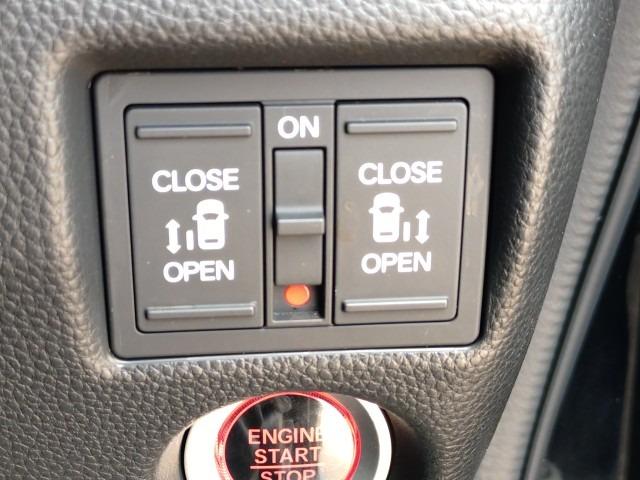 ON
CLOSE
OPEN
CLOSE
OPEN
ENGINE
START
STOP